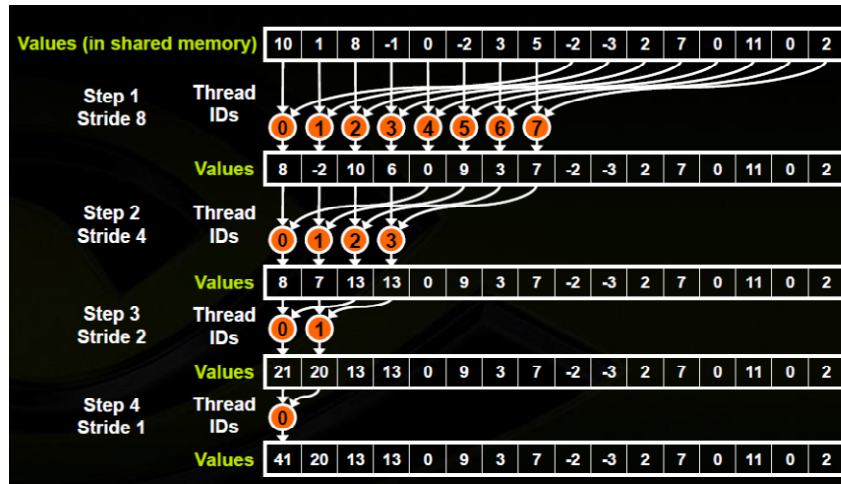 Values (in shared memory) 10 1 8 -1 0 -2 3 5 -2 -3 2 7 0 11 0 2
Step 1 Thread
Stride 8 IDs
0 1 2 3 4 5 6 7
Values 8 -2 10 6 0 9 3 7 -2 -3 2 7 0 11 0 2
Step 2 Thread
Stride 4 IDs
0 1 2 3
Values 8 7 13 13 0 9 3 7 -2 -3 2 7 0 11 0 2
Step 3 Thread
Stride 2 IDs
0 1
Values 21 20 13 13 0 9 3 7 -2 -3 2 7 0 11 0 2
Step 4 Thread
Stride 1 IDs
0
Values 41 20 13 13 0 9 3 7 -2 -3 2 7 0 11 0 2